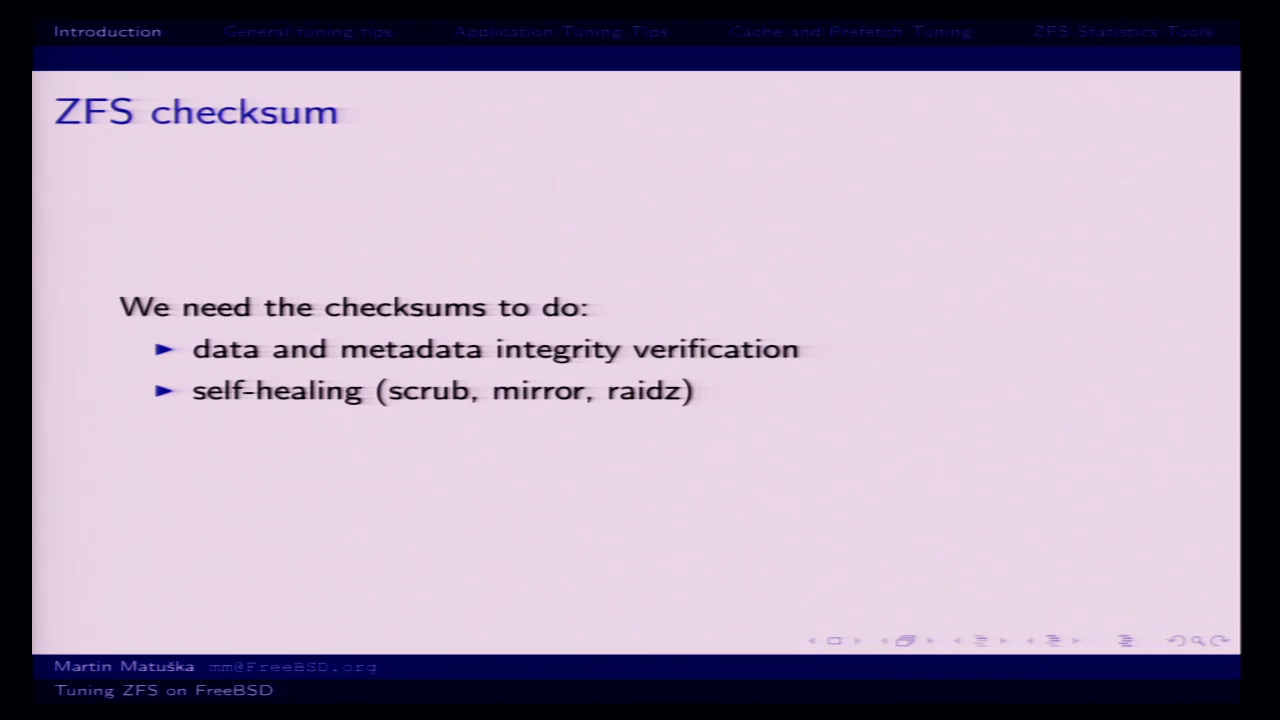 Introduction General tuning tips Application Tuning Tips Cache and Prefetch Tuning ZFS Statistics Tools
ZFS checksum
We need the checksums to do:
data and metadata integrity verification
self-healing (scrub, mirror, raidz)
Martin Matuška mm@FreeBSD.org
Tuning ZFS on FreeBSD